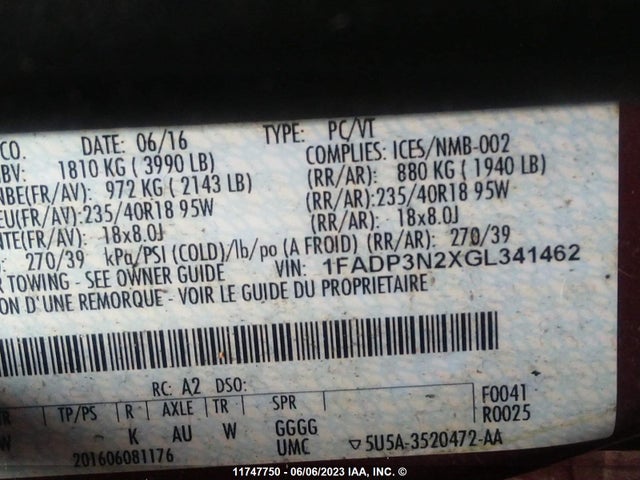 CO. DATE: 06/16 TYPE: PC/VT
BV: 1810 KG ( 3990 LB) COMPLIES: ICES/NMB-002
NBE(FR/AV): 972 KG ( 2143 LB) (RR/AR): 880 KG ( 1940 LB)
EU(FR/AV):235/40R18 95W (RR/AR):235/40R18 95W
NTE(FR/AV): 18x8.0J (RR/AR): 18x8.0J
: 270/39 kPa/PSI (COLD)/lb/po (A FROID) (RR/AR): 270/39
R TOWING - SEE OWNER GUIDE VIN: 1FADP3N2XGL341462
ION D'UNE REMORQUE - VOIR LE GUIDE DU PROPRIETAIRE
RC: A2 DSO:
TR TP/PS R AXLE TR SPR F0041
R0025
W - K AU W GGGG
UMC 5U5A-3520472-AA
201606081176
11747750 - 06/06/2023 IAA, Inc. ©